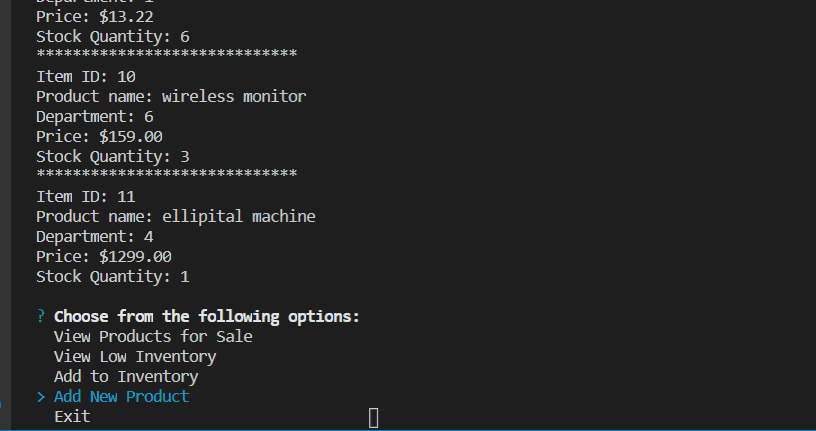 Price: $13.22
Stock Quantity: 6
*****************************
Item ID: 10
Product name: wireless monitor
Department: 6
Price: $159.00
Stock Quantity: 3
*****************************
Item ID: 11
Product name: ellipital machine
Department: 4
Price: $1299.00
Stock Quantity: 1
? Choose from the following options:
View Products for Sale
View Low Inventory
Add to Inventory
> Add New Product
Exit